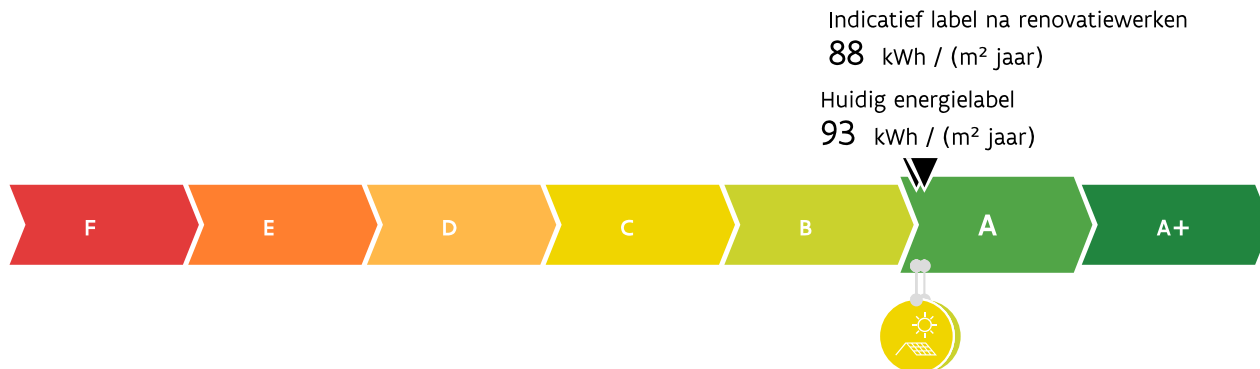 Indicatief label na renovatiewerken
88 kWh / (m² jaar)
Huidig energielabel
93 kWh / (m² jaar)
F E D C B A A+